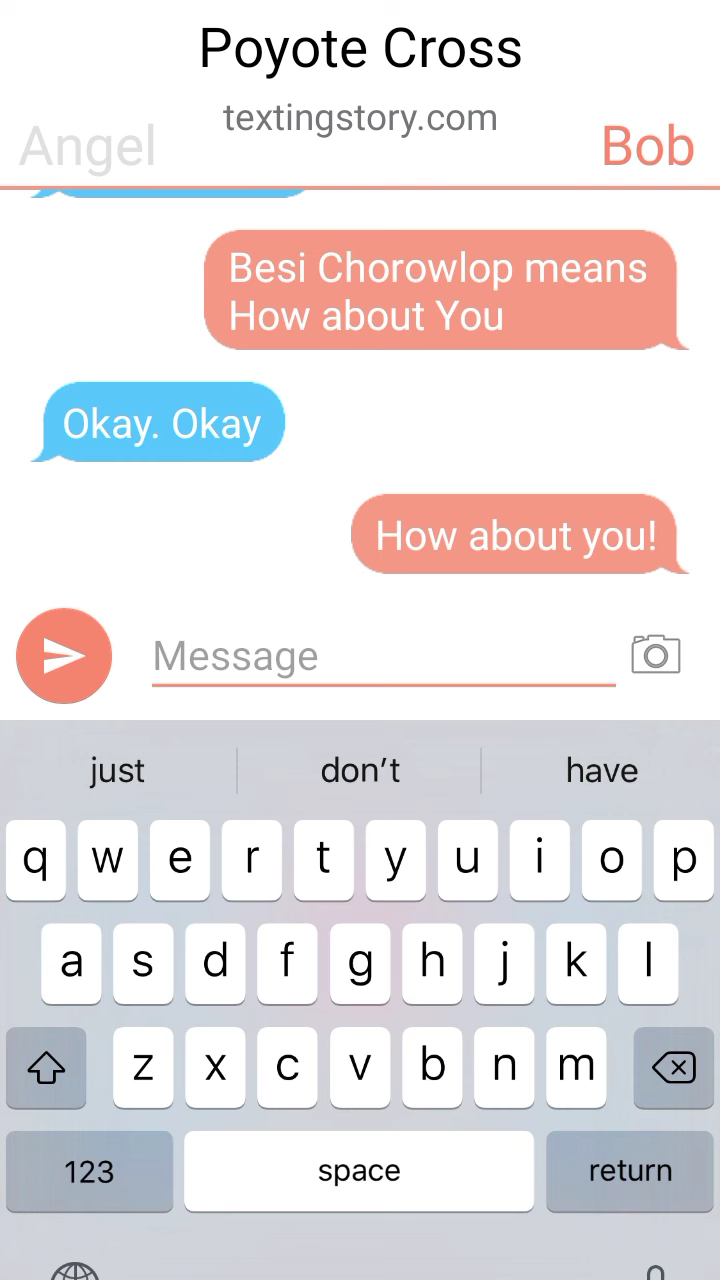 Poyote Cross
textingstory.com
Angel
Bob
Besi Chorowlop means
How about You
Okay. Okay
How about you!
Message
just don’t have
q w e r t y u i o p
a s d f g h j k l
z x c v b n m
123 space return